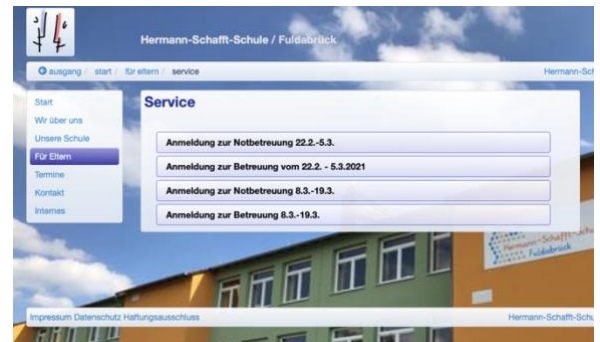 Hermann-Schafft-Schule / Fuldabrück
ausgang / start / für eltern / service
Hermann-Sch
Start
Wir über uns
Unsere Schule
Für Eltern
Termine
Kontakt
Internes
Service
Anmeldung zur Notbetreuung 22.2.-5.3.
Anmeldung zur Betreuung vom 22.2. - 5.3.2021
Anmeldung zur Notbetreuung 8.3.-19.3.
Anmeldung zur Betreuung 8.3.-19.3.
Hermann-Schafft-Schu
Fuldabrück
Impressum Datenschutz Haftungsausschluss
Hermann-Schafft-Schu